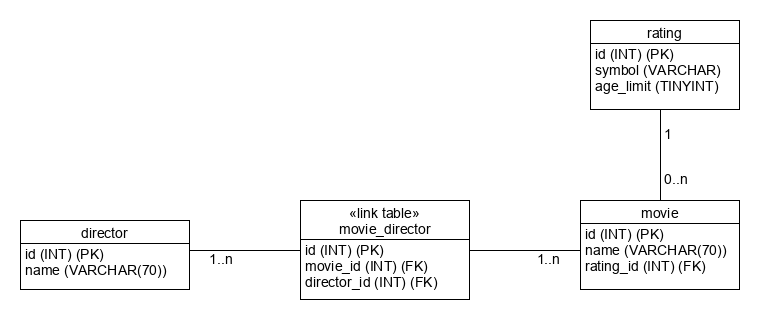 rating
id (INT) (PK)
symbol (VARCHAR)
age_limit (TINYINT)
1
0..n
director
id (INT) (PK)
name (VARCHAR(70))
1..n
«link table»
movie_director
id (INT) (PK)
movie_id (INT) (FK)
director_id (INT) (FK)
1..n
movie
id (INT) (PK)
name (VARCHAR(70))
rating_id (INT) (FK)